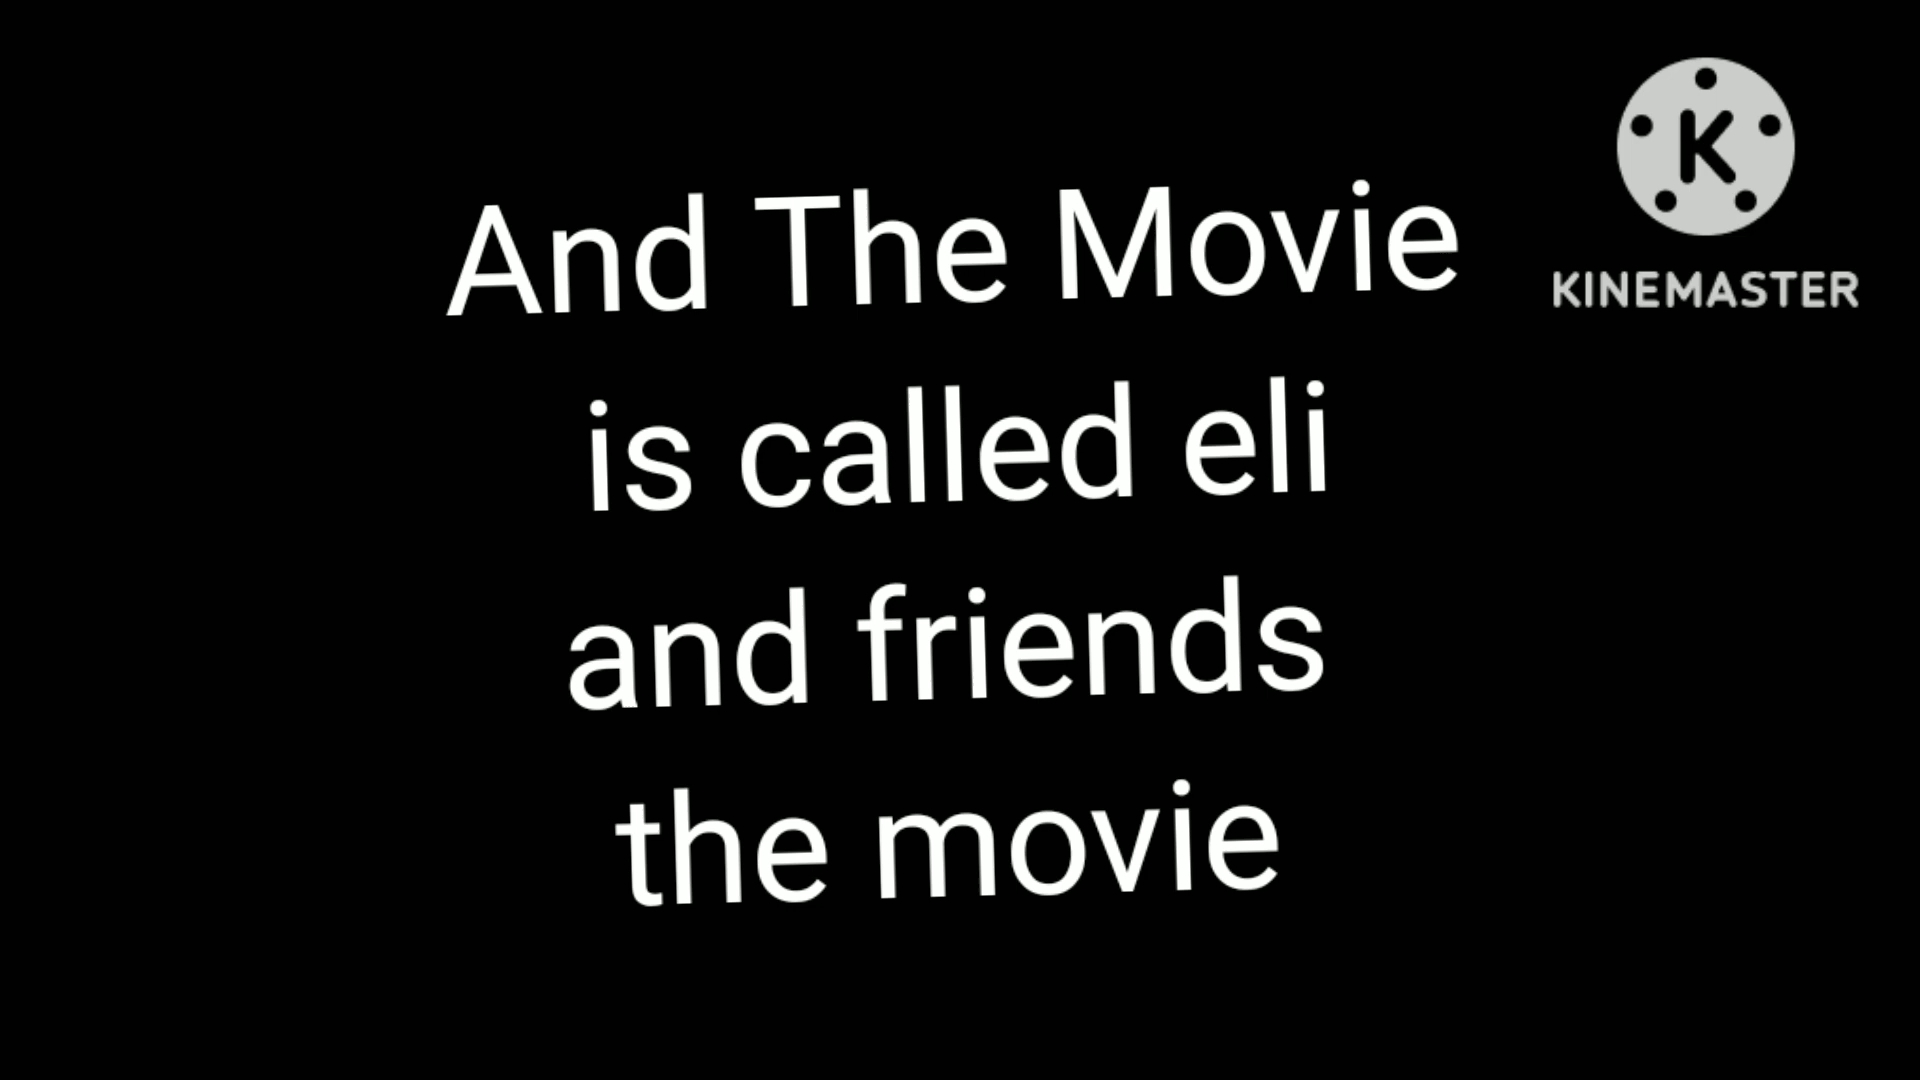 And The Movie
is called eli
and friends
the movie
K
KINEMASTER